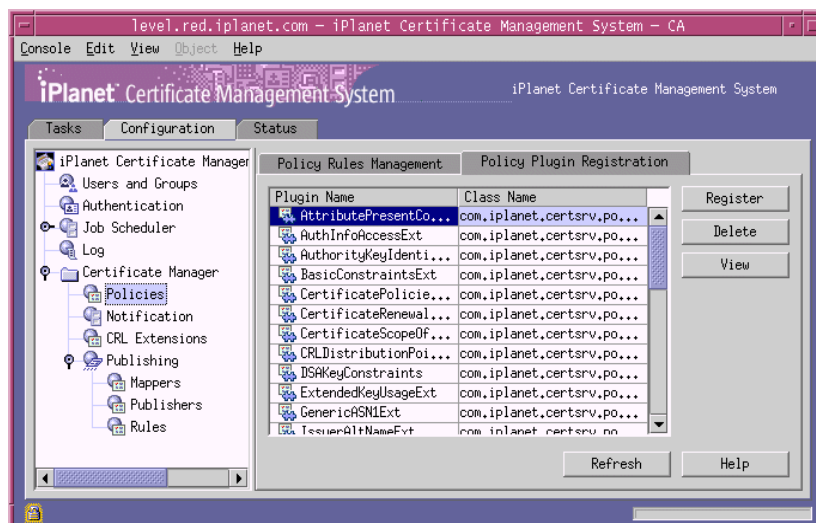 level.red.iplanet.com - iPlanet Certificate Management System - CA
Console Edit View Object Help
iPlanet Certificate Management System
iPlanet Certificate Management System
Tasks Configuration Status
iPlanet Certificate Manager
Users and Groups
Authentication
Job Scheduler
Log
Certificate Manager
Policies
Notification
CRL Extensions
Publishing
Mappers
Publishers
Rules
Policy Rules Management Policy Plugin Registration
Plugin Name Class Name
AttributePresentCo... com.iplanet.certsrv.po...
AuthInfoAccessExt com.iplanet.certsrv.po...
AuthorityKeyIdenti... com.iplanet.certsrv.po...
BasicConstraintsExt com.iplanet.certsrv.po...
CertificatePolicie... com.iplanet.certsrv.po...
CertificateRenewal... com.iplanet.certsrv.po...
CertificateScopeOf... com.iplanet.certsrv.po...
CRLDistributionPoi... com.iplanet.certsrv.po...
DSAKeyConstraints com.iplanet.certsrv.po...
ExtendedKeyUsageExt com.iplanet.certsrv.po...
GenericASN1Ext com.iplanet.certsrv.po...
IssuerAltNameExt com.iplanet.certsrv.po...
Register
Delete
View
Refresh Help